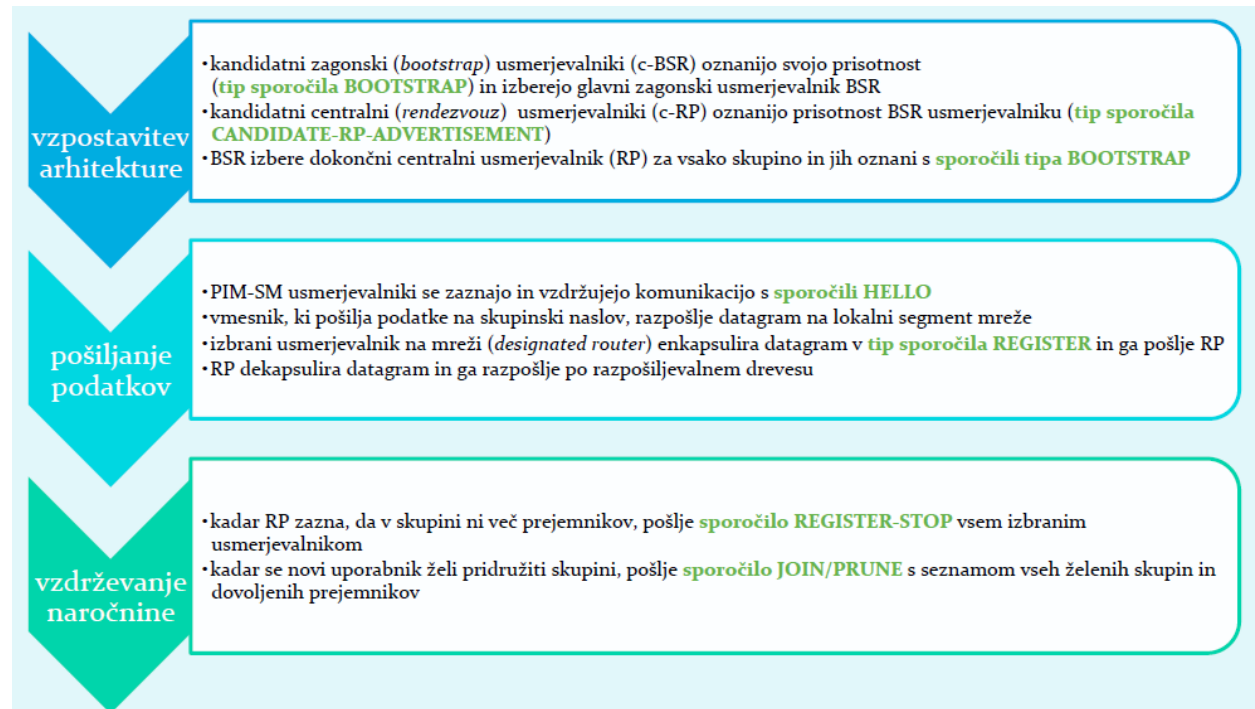 vzpostavitev
arhitekture
•kandidatni zagonski (bootstrap) usmerjevalniki (c-BSR) oznanijo svojo prisotnost
(tip sporočila BOOTSTRAP) in izberejo glavni zagonski usmerjevalnik BSR
•kandidatni centralni (rendezvouz) usmerjevalniki (c-RP) oznanijo prisotnost BSR usmerjevalniku (tip sporočila
CANDIDATE-RP-ADVERTISEMENT)
•BSR izbere dokončni centralni usmerjevalnik (RP) za vsako skupino in jih oznani s sporočili tipa BOOTSTRAP
pošiljanje
podatkov
•PIM-SM usmerjevalniki se zaznajo in vzdržujejo komunikacijo s sporočili HELLO
•vmesnik, ki pošilja podatke na skupinski naslov, razpošlje datagram na lokalni segment mreže
•izbrani usmerjevalnik na mreži (designated router) enkapsulira datagram v tip sporočila REGISTER in ga pošlje RP
•RP dekapsulira datagram in ga razpošlje po razpošiljevalnem drevesu
vzdrževanje
naročnine
•kadar RP zazna, da v skupini ni več prejemnikov, pošlje sporočilo REGISTER-STOP vsem izbranim
usmerjevalnikom
•kadar se novi uporabnik želi pridružiti skupini, pošlje sporočilo JOIN/PRUNE s seznamom vseh želenih skupin in
dovoljenih prejemnikov